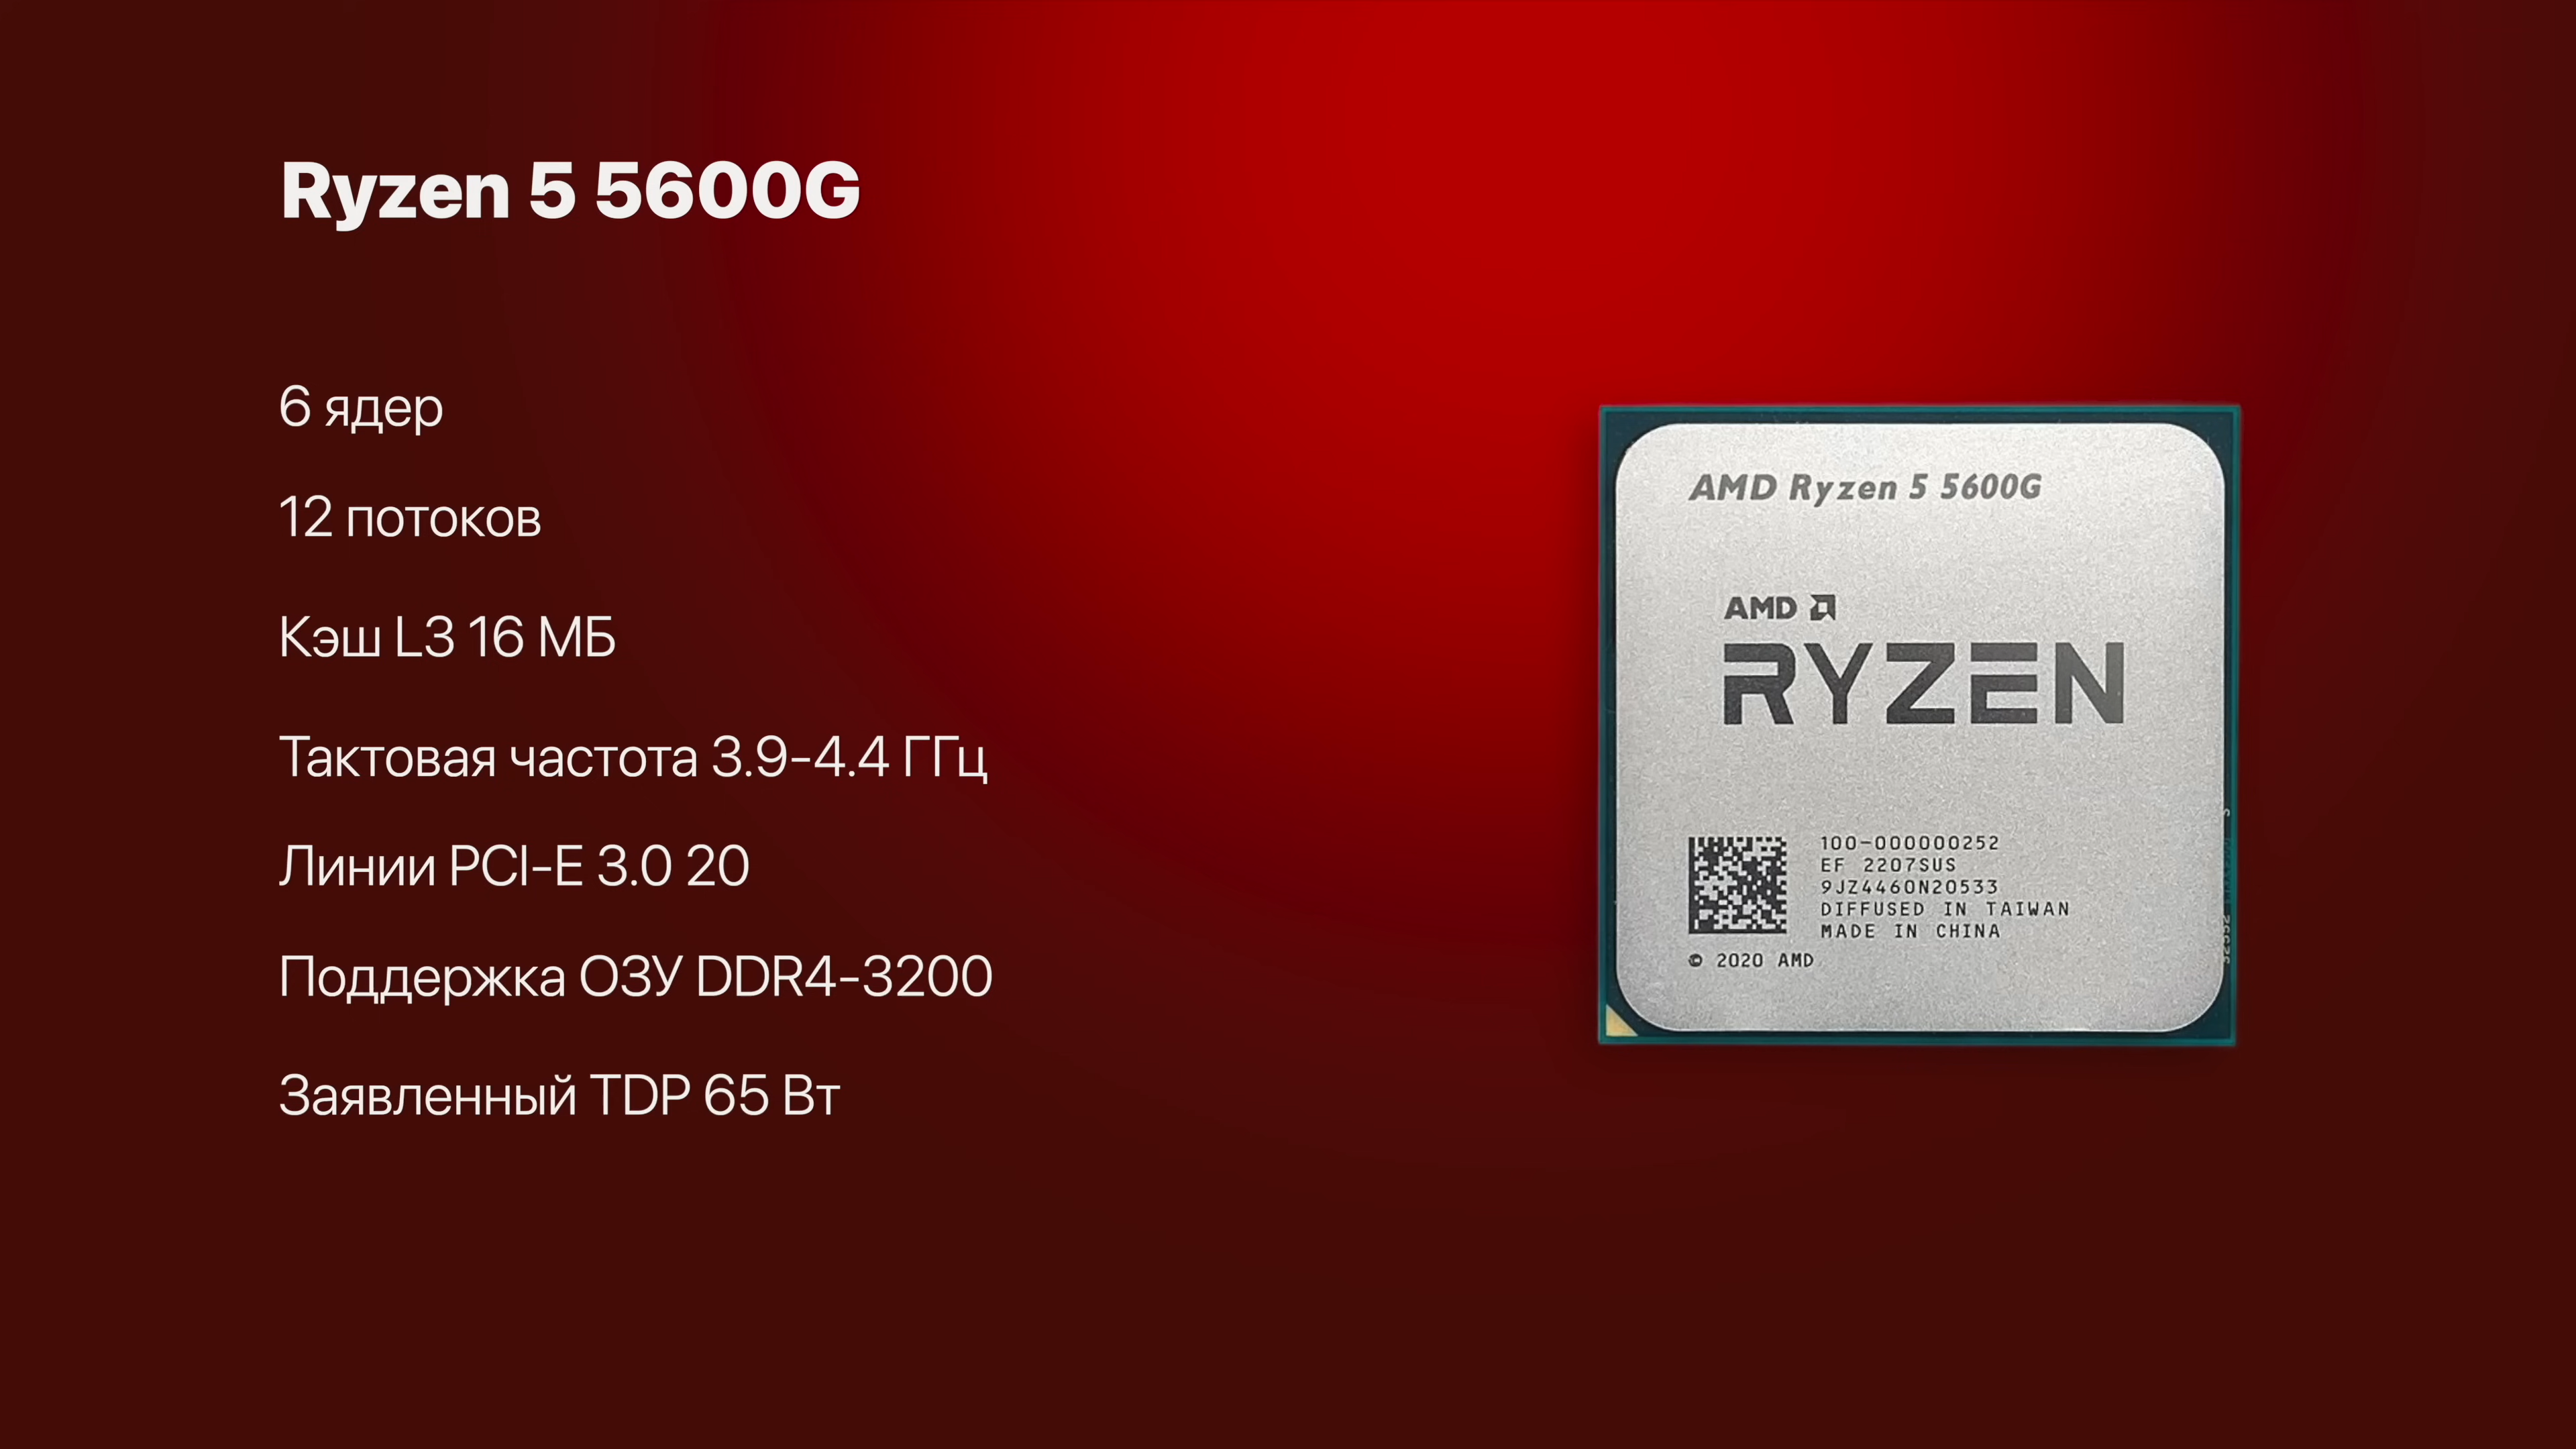 Ryzen 5 5600G
6 ядер
12 потоков
Кэш L3 16 МБ
Тактовая частота 3.9-4.4 ГГц
Линии PCI-E 3.0 20
Поддержка ОЗУ DDR4-3200
Заявленный TDP 65 Вт
AMD Ryzen 5 5600G
AMD
RYZEN
100-000000252
EF 2207SUS
9JZ4460N20533
DIFFUSED IN TAIWAN
MADE IN CHINA
© 2020 AMD